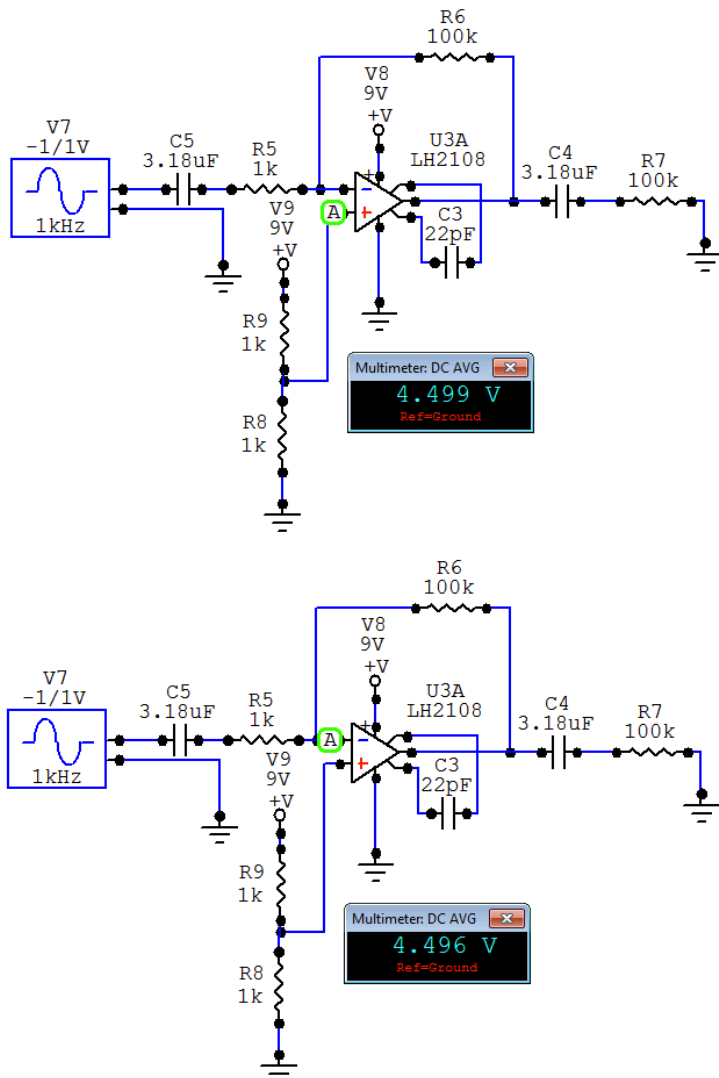 R6
100k
V8
9V
+V
V7
-1/1V
C5
3.18uF
R5
1k
U3A
LH2108
C4
3.18uF
R7
100k
1kHz
+
-
+
A
V9
9V
+V
C3
22pF
R9
1k
Multimeter: DC AVG
4.499 V
Ref=Ground
R8
1k
R6
100k
V8
9V
+V
V7
-1/1V
C5
3.18uF
R5
1k
U3A
LH2108
C4
3.18uF
R7
100k
1kHz
+
A
-
+
V9
9V
+V
C3
22pF
R9
1k
Multimeter: DC AVG
4.496 V
Ref=Ground
R8
1k